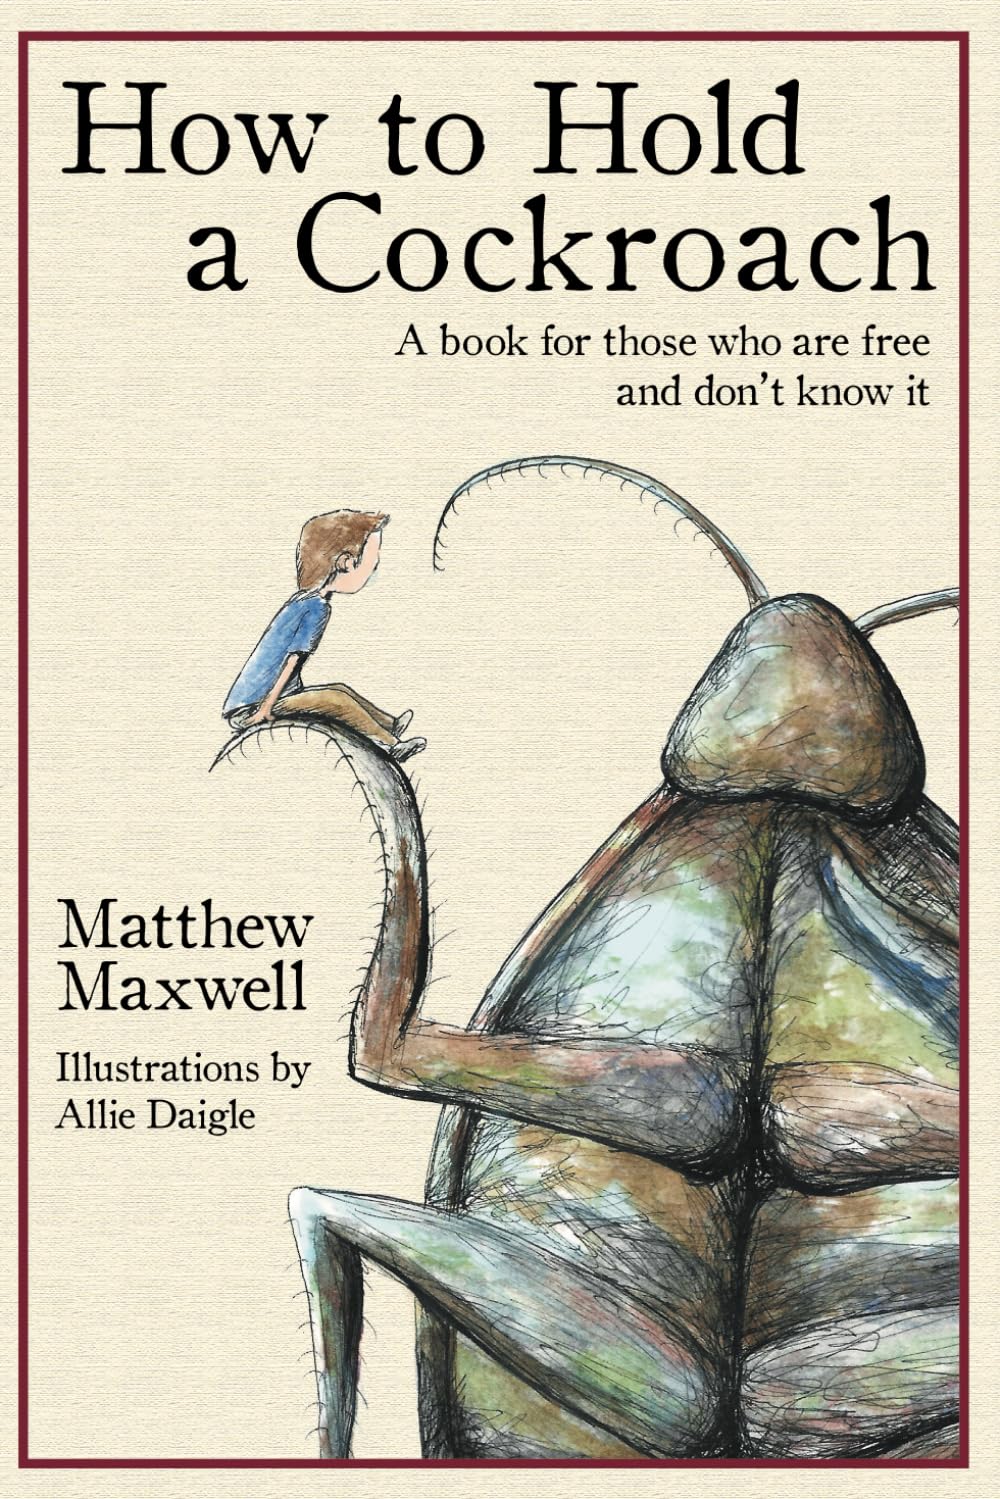 How to Hold
a Cockroach
A book for those who are free
and don't know it
Matthew
Maxwell
Illustrations by
Allie Daigle